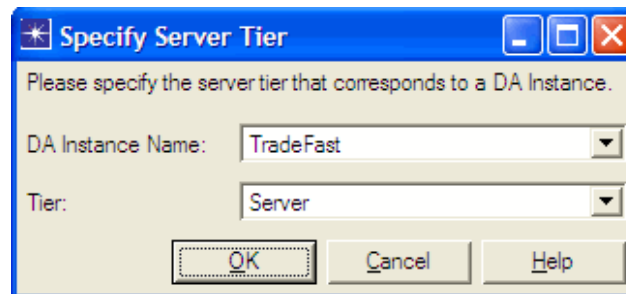 Specify Server Tier
Please specify the server tier that corresponds to a DA Instance.
DA Instance Name: TradeFast
Tier: Server
OK Cancel Help